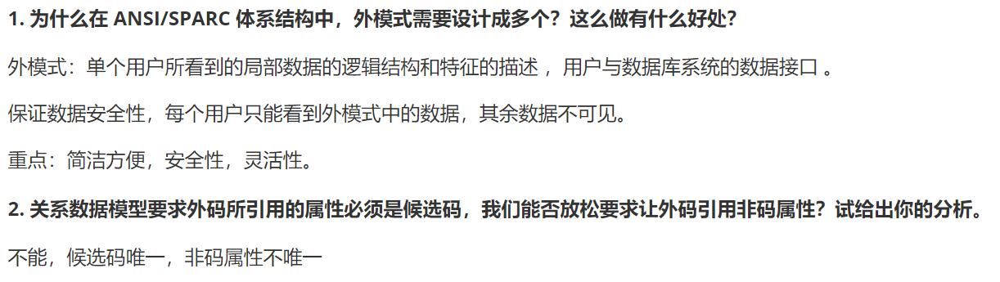 1. 为什么在 ANSI/SPARC 体系结构中，外模式需要设计成多个？这么做有什么好处？
外模式：单个用户所看到的局部数据的逻辑结构和特征的描述 ，用户与数据库系统的数据接口 。
保证数据安全性，每个用户只能看到外模式中的数据，其余数据不可见。
重点：简洁方便，安全性，灵活性。
2. 关系数据模型要求外码所引用的属性必须是候选码，我们能否放松要求让外码引用非码属性？试给出你的分析。
不能，候选码唯一，非码属性不唯一